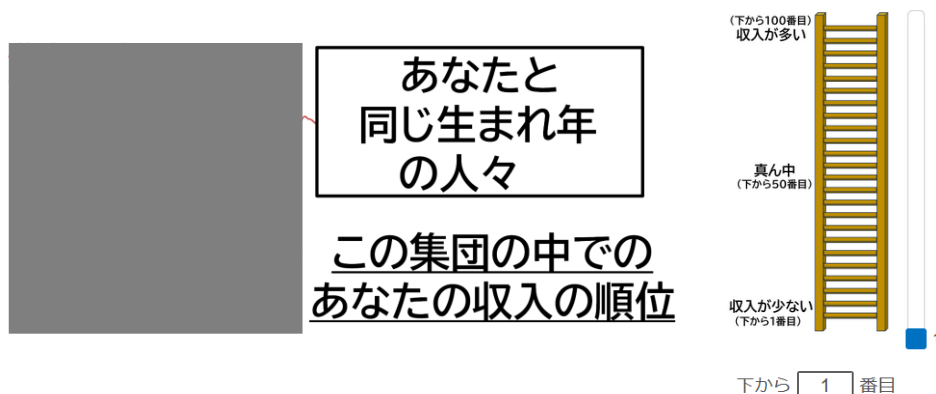 あなたと
同じ生まれ年
の人々
この集団の中での
あなたの収入の順位
(下から100番目)
収入が多い
真ん中
(下から50番目)
収入が少ない
(下から1番目)
下から 1 番目